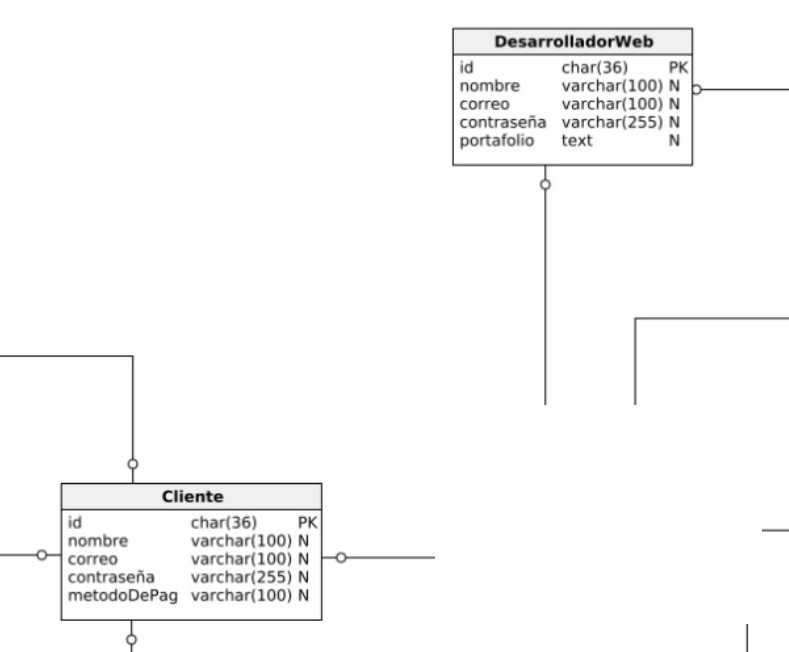 DesarrolladorWeb
id char(36) PK
nombre varchar(100) N
correo varchar(100) N
contraseña varchar(255) N
portafolio text N
Cliente
id char(36) PK
nombre varchar(100) N
correo varchar(100) N
contraseña varchar(255) N
metodoDePag varchar(100) N